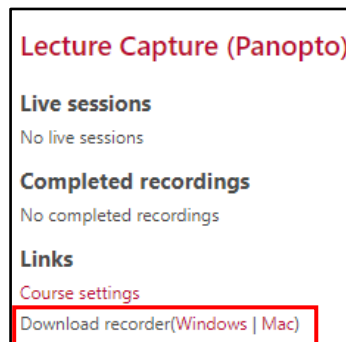 Lecture Capture (Panopto)
Live sessions
No live sessions
Completed recordings
No completed recordings
Links
Course settings
Download recorder(Windows | Mac)